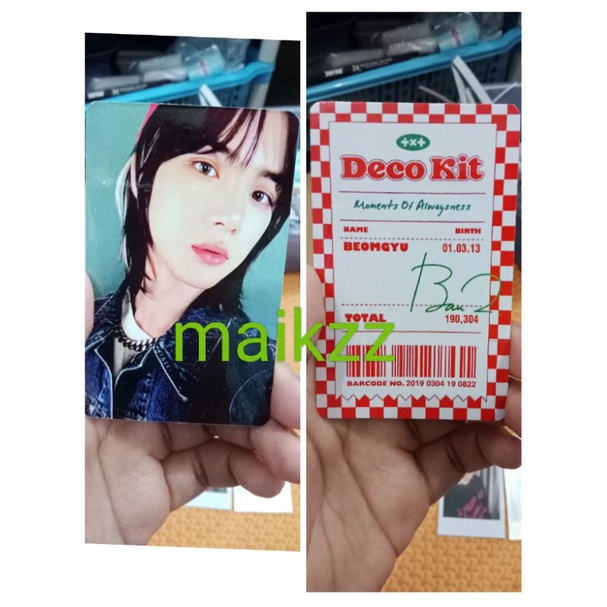 +x+
Deco Kit
Moments Of Alwaysness
NAME BIRTH
BEOMGYU 01.03.13
TOTAL 190,304
maikzz
BARCODE NO. 2019 0304 19 0822